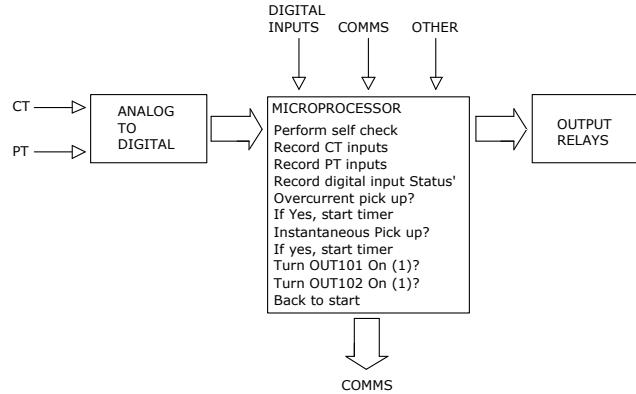 DIGITAL
INPUTS
COMMS
OTHER
CT
PT
ANALOG
TO
DIGITAL
MICROPROCESSOR
Perform self check
Record CT inputs
Record PT inputs
Record digital input Status'
Overcurrent pick up?
If Yes, start timer
Instantaneous Pick up?
If yes, start timer
Turn OUT101 On (1)?
Turn OUT102 On (1)?
Back to start
OUTPUT
RELAYS
COMMS